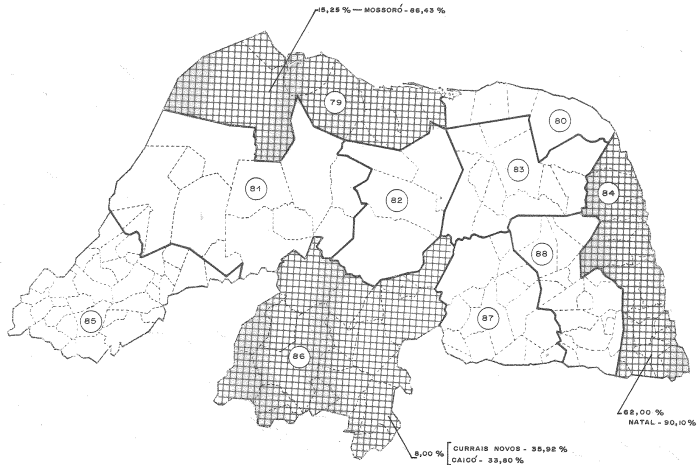 15,25 % — MOSSORÓ - 86,43 %
79
80
81
82
83
84
88
85
86
87
62,00 %
NATAL - 90,10 %
8,00 % [ CURRAIS NOVOS - 35,92 %
CAICÓ - 33,80 %